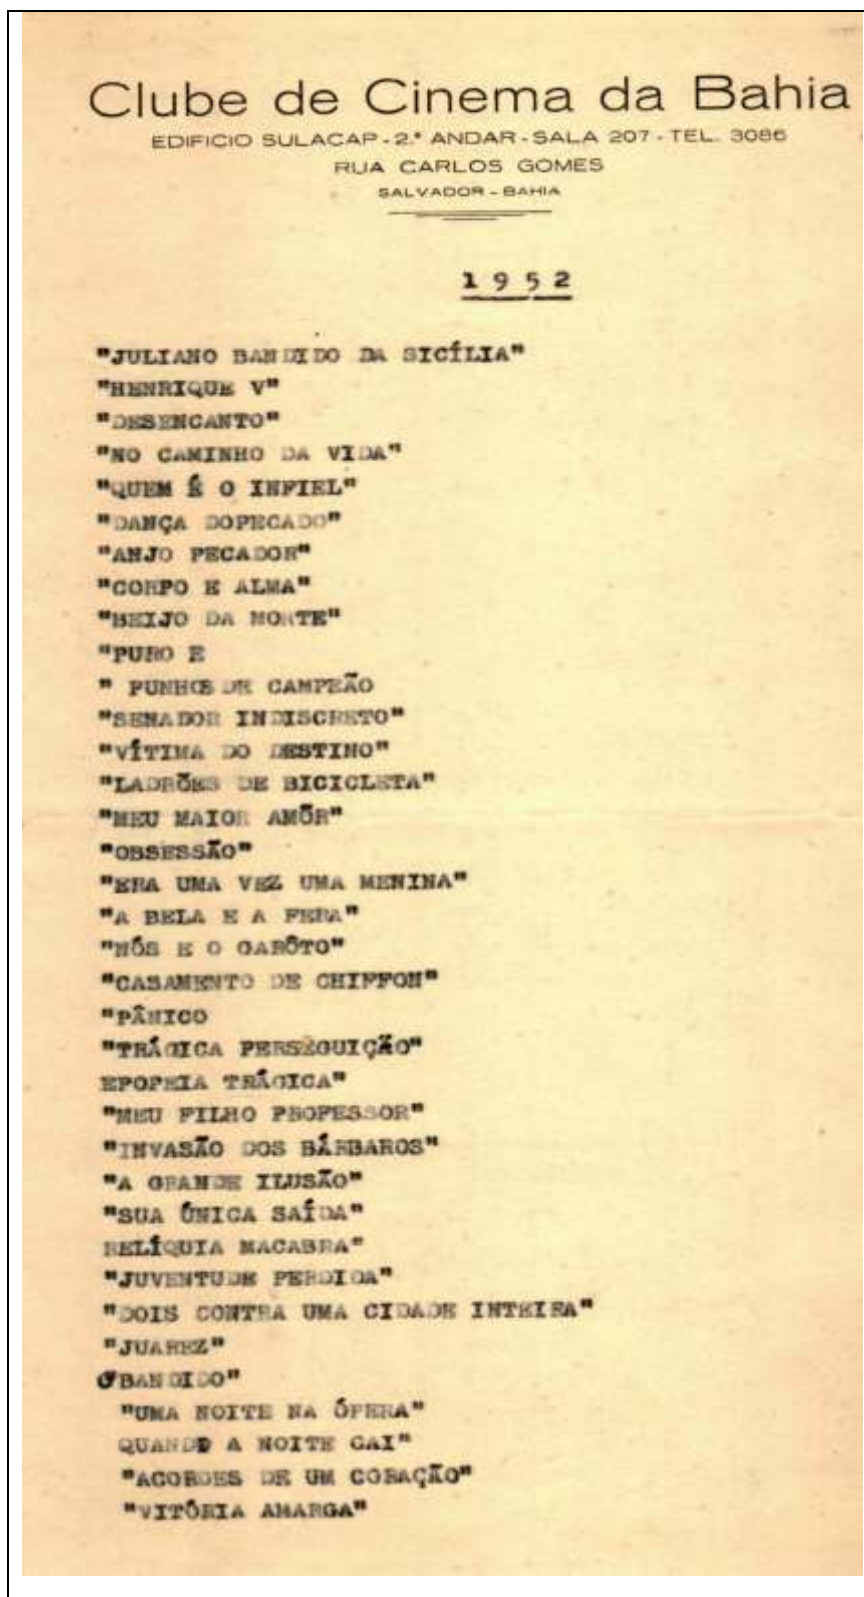 Clube de Cinema da Bahia
EDIFICIO SULACAP - 2.º ANDAR - SALA 207 - TEL. 3086
RUA CARLOS GOMES
SALVADOR - BAHIA
1 9 5 2
"JULIANO BANDIDO DA SICÍLIA"
"HENRIQUE V"
"DESENCANTO"
"NO CAMINHO DA VIDA"
"QUEM É O INFIEL"
"DANÇA DOPECADO"
"ANJO PECADOR"
"CORPO E ALMA"
"BEIJO DA MORTE"
"PURO E
" PUNHOS DE CAMPEÃO
"SENADOR INDISCRETO"
"VÍTIMA DO DESTINO"
"LADRÕES DE BICICLETA"
"MEU MAIOR AMÔR"
"OBSESSÃO"
"ERA UMA VEZ UMA MENINA"
"A BELA E A FERA"
"NÓS E O GARÔTO"
"CASAMENTO DE CHIFFON"
"PÂNICO
"TRÁGICA PERSEGUIÇÃO"
EPOPEIA TRÁGICA"
"MEU FILHO PROFESSOR"
"INVASÃO DOS BÁRBAROS"
"A GRANDE ILUSÃO"
"SUA ÚNICA SAÍDA"
RELÍQUIA MACABRA"
"JUVENTUDE PERDIDA"
"DOIS CONTRA UMA CIDADE INTEIRA"
"JUAREZ"
O BANDIDO"
"UMA NOITE NA ÓPERA"
QUANDO A NOITE CAI"
"ACORDES DE UM CORAÇÃO"
"VITÓRIA AMARGA"